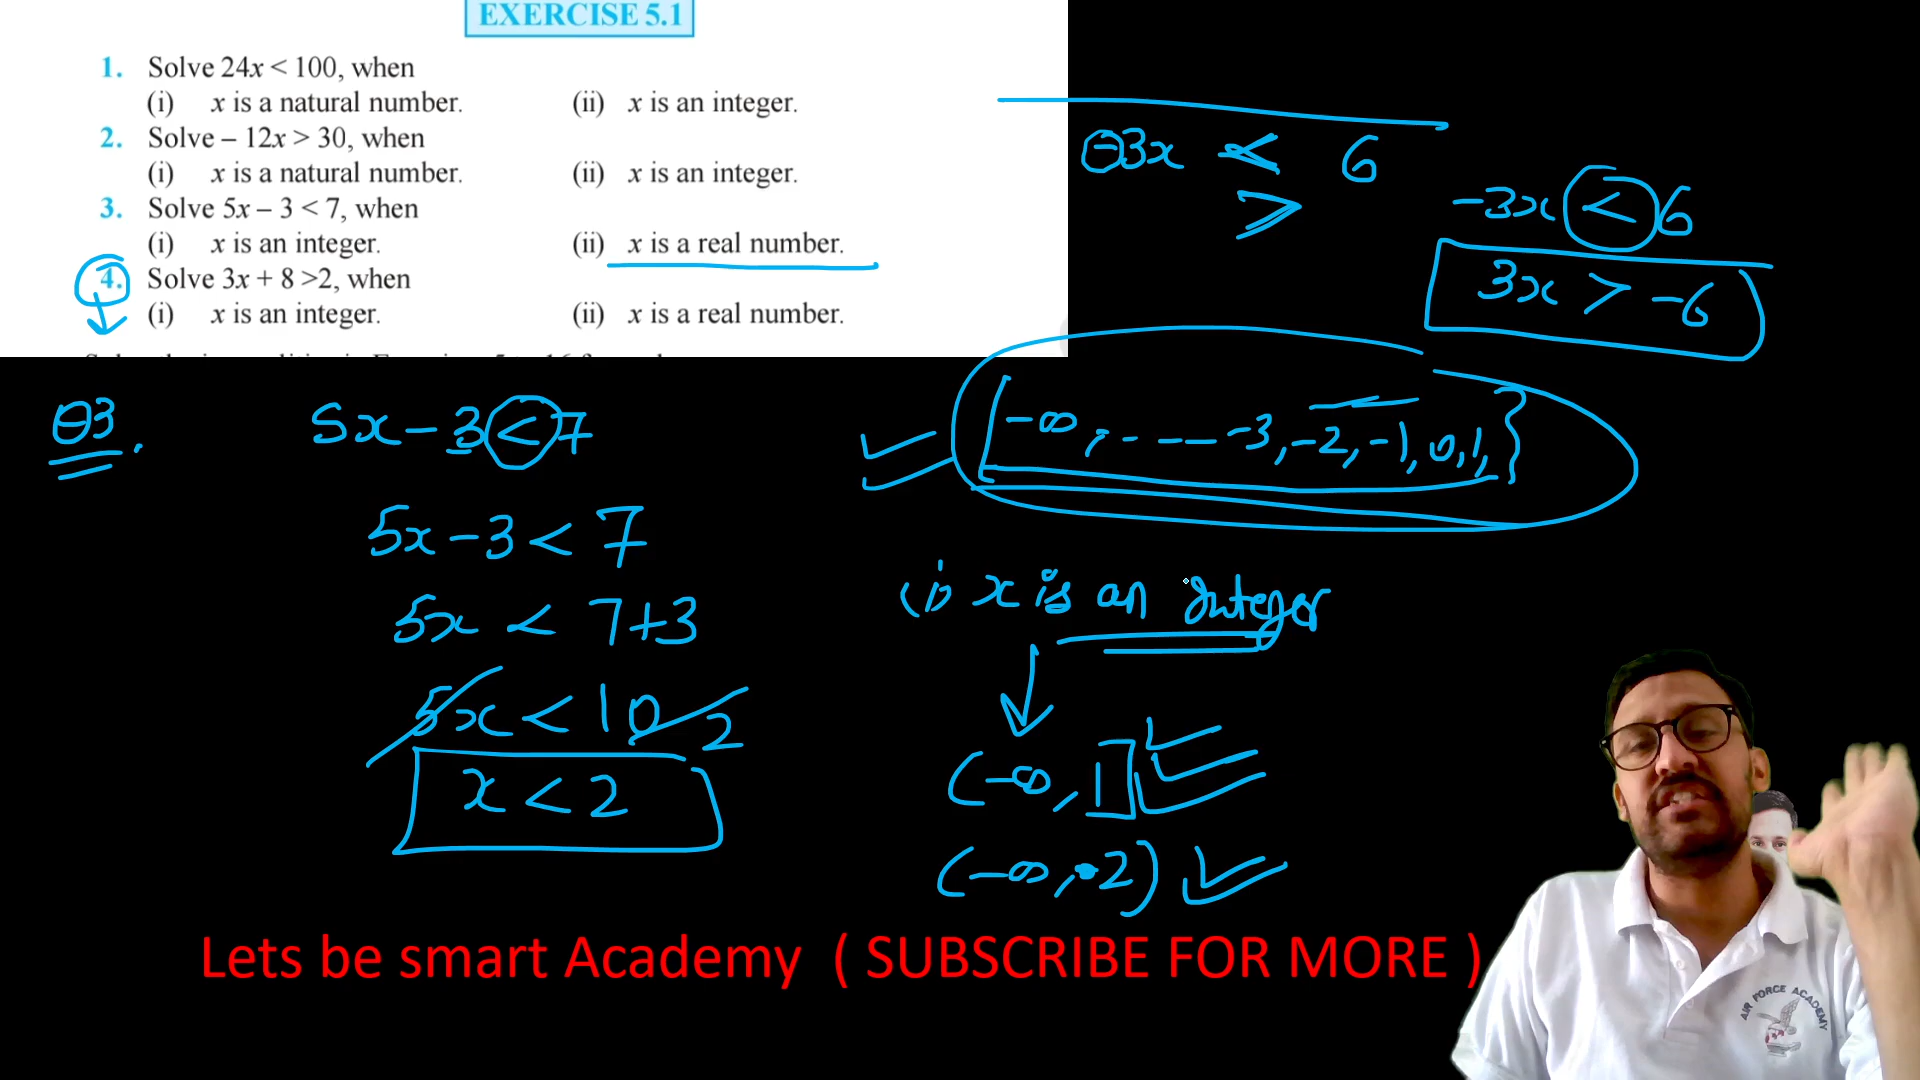 EXERCISE 5.1
1. Solve 24x < 100, when
(i) x is a natural number. (ii) x is an integer.
2. Solve – 12x > 30, when
(i) x is a natural number. (ii) x is an integer.
3. Solve 5x – 3 < 7, when
(i) x is an integer. (ii) x is a real number.
4. Solve 3x + 8 >2, when
(i) x is an integer. (ii) x is a real number.
-3x < 6
>
-3x < 6
3x > -6
Q3.
5x-3<7
5x-3< 7
5x < 7+3
5x < 10 2
x < 2
{-∞, ---- -3, -2, -1, 0, 1, }
(i) x is an Integer
(-∞, 1]
(-∞, 2)
Lets be smart Academy ( SUBSCRIBE FOR MORE )
AIR FORCE ACADEMY